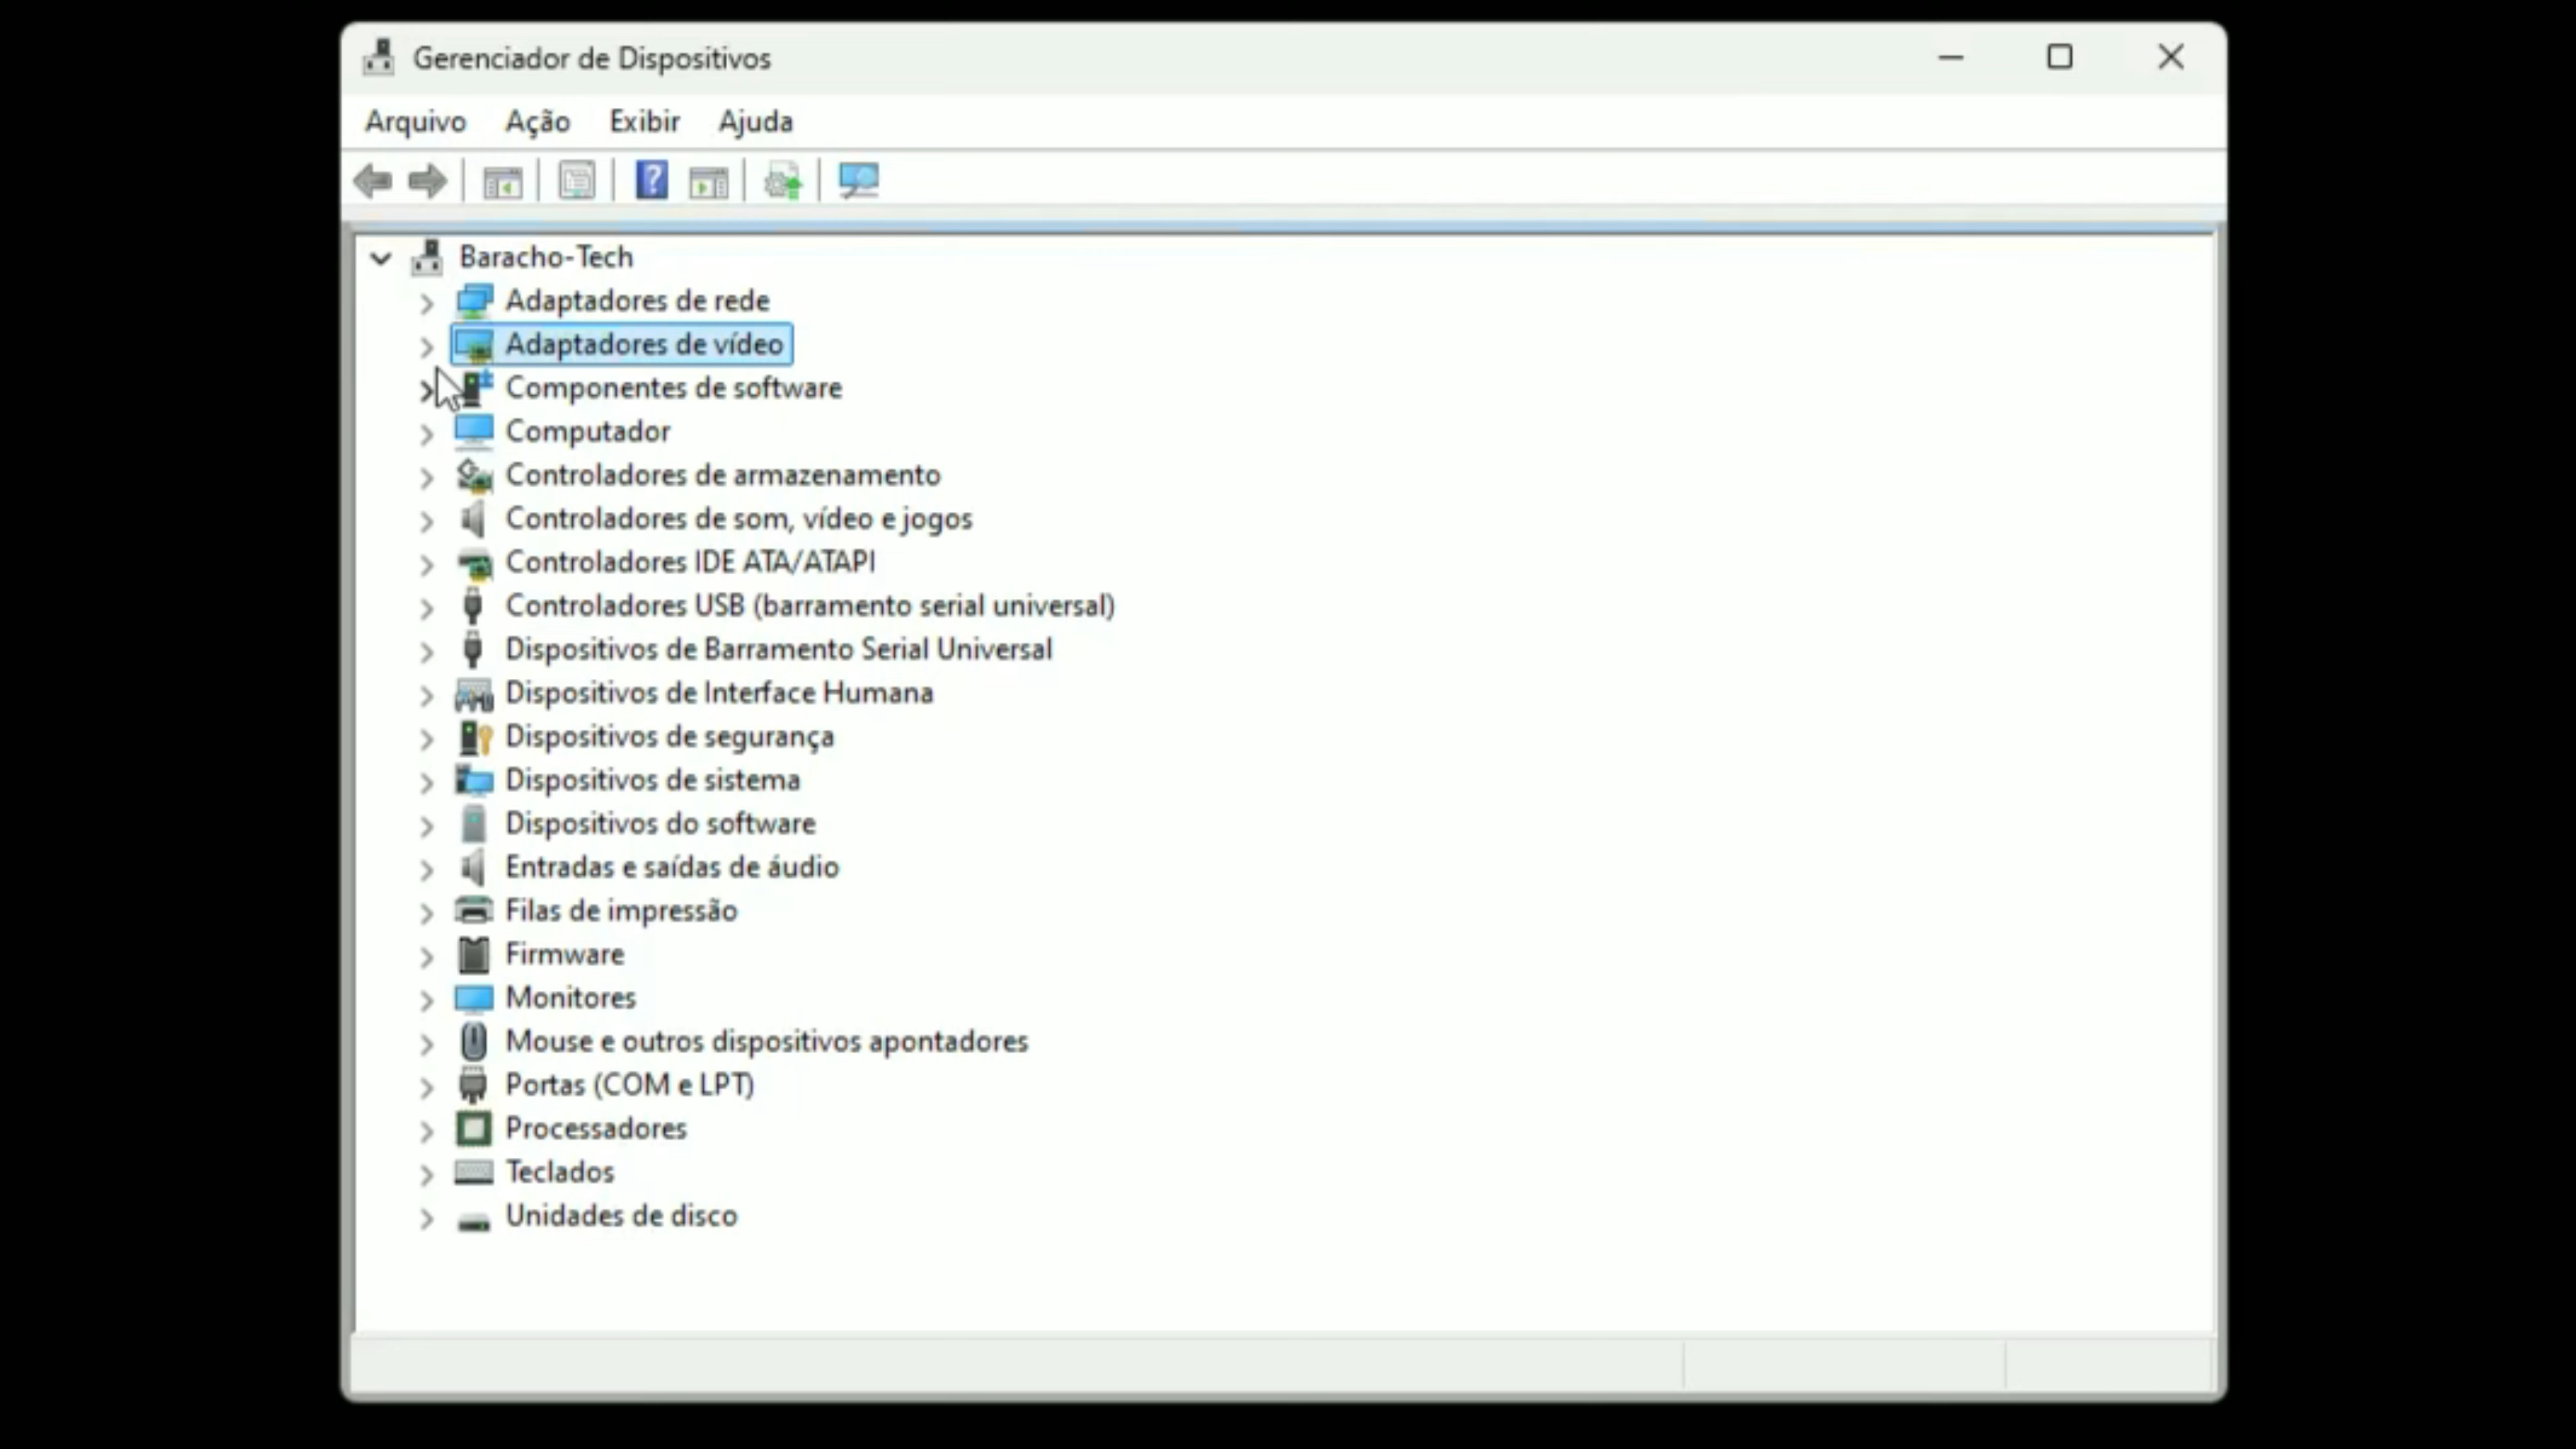 Gerenciador de Dispositivos
Arquivo Ação Exibir Ajuda
Baracho-Tech
Adaptadores de rede
Adaptadores de vídeo
Componentes de software
Computador
Controladores de armazenamento
Controladores de som, vídeo e jogos
Controladores IDE ATA/ATAPI
Controladores USB (barramento serial universal)
Dispositivos de Barramento Serial Universal
Dispositivos de Interface Humana
Dispositivos de segurança
Dispositivos de sistema
Dispositivos do software
Entradas e saídas de áudio
Filas de impressão
Firmware
Monitores
Mouse e outros dispositivos apontadores
Portas (COM e LPT)
Processadores
Teclados
Unidades de disco